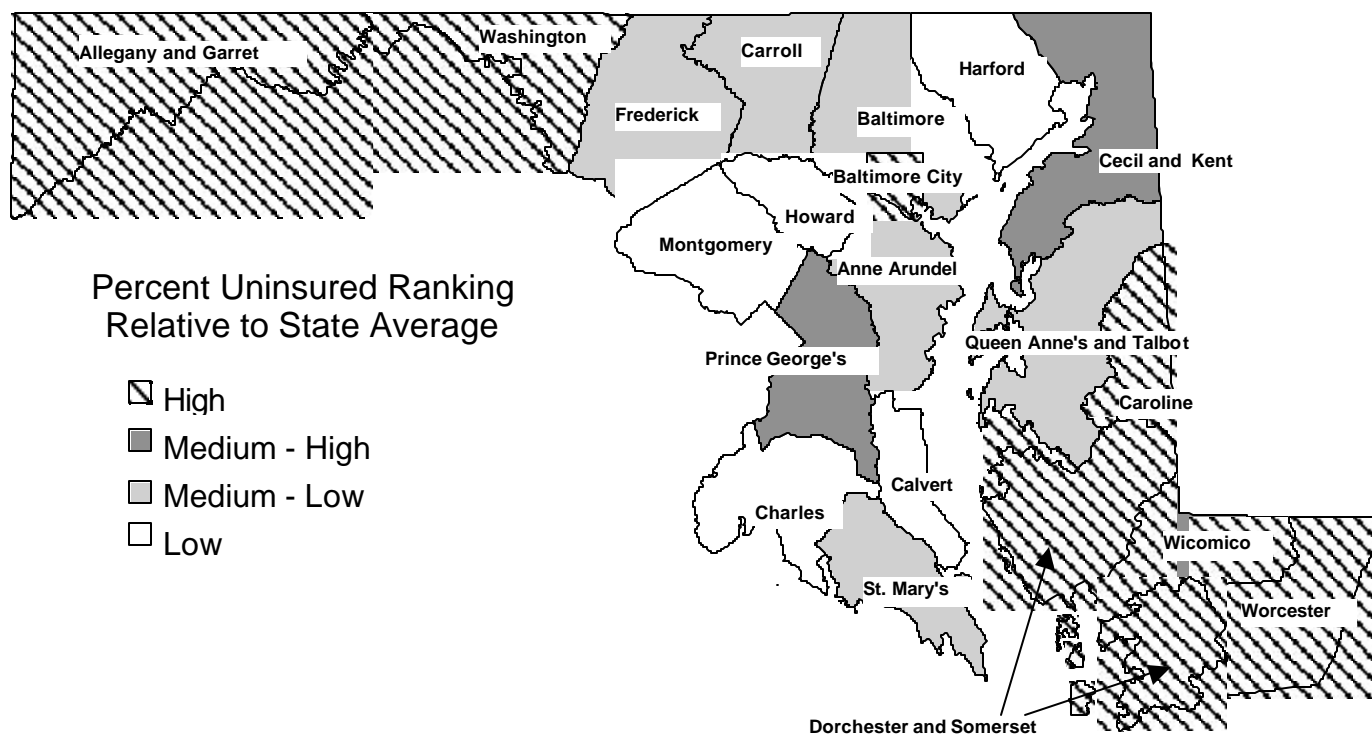 Allegany and Garret
Washington
Carroll
Harford
Frederick
Baltimore
Cecil and Kent
Baltimore City
Howard
Montgomery
Anne Arundel
Percent Uninsured Ranking
Relative to State Average
Queen Anne's and Talbot
Prince George's
High
Caroline
Medium - High
Medium - Low
Calvert
Charles
Low
Wicomico
St. Mary's
Worcester
Dorchester and Somerset